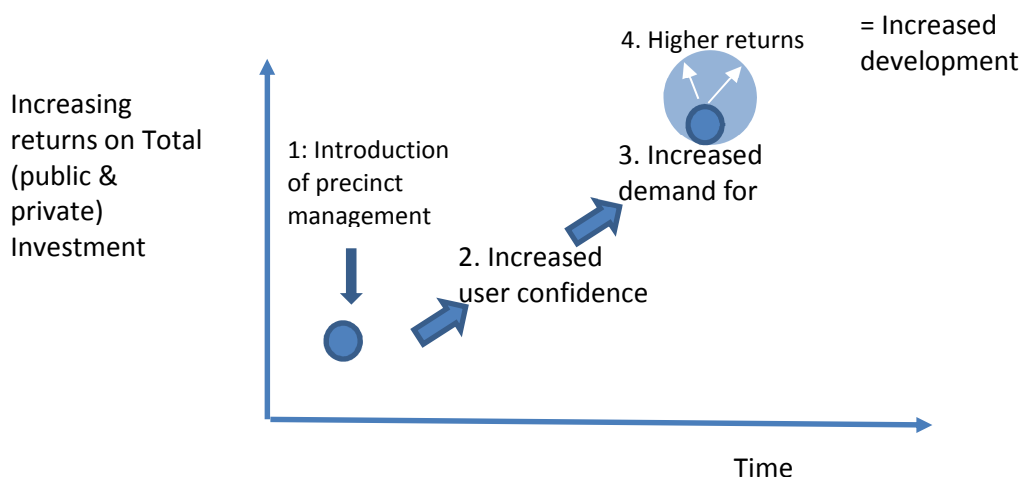 Increasing
returns on Total
(public &
private)
Investment
1: Introduction
of precinct
management
2. Increased
user confidence
3. Increased
demand for
4. Higher returns
= Increased
development
Time